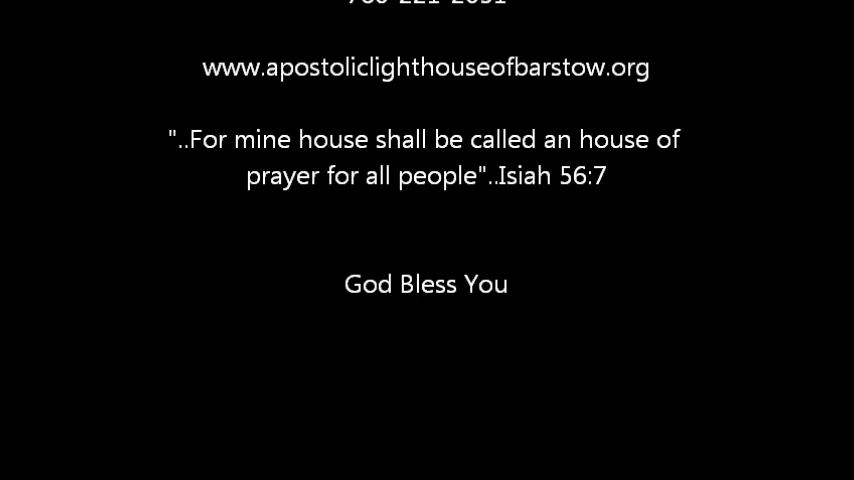 www.apostoliclighthouseofbarstow.org
"..For mine house shall be called an house of
prayer for all people"..Isiah 56:7
God Bless You